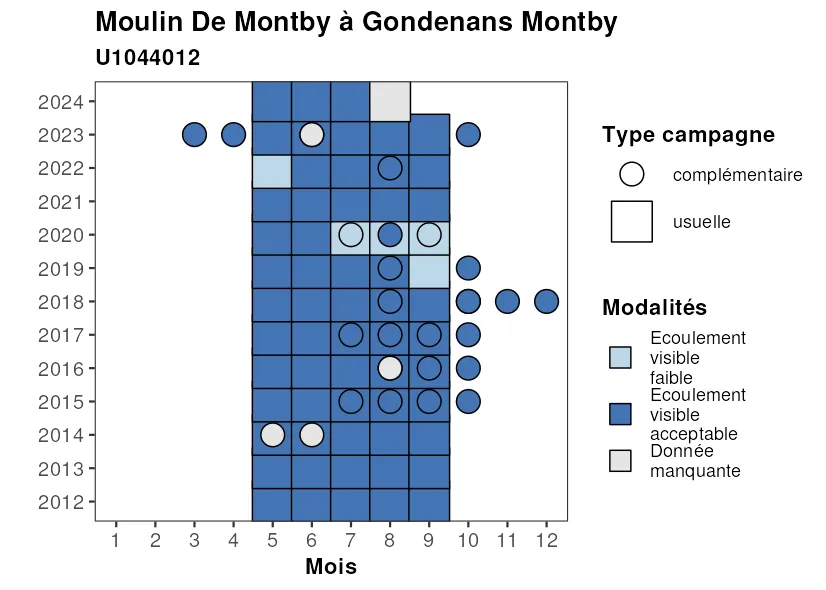 Moulin De Montby à Gondenans Montby
U1044012
2024
2023
2022
2021
2020
2019
2018
2017
2016
2015
2014
2013
2012
1 2 3 4 5 6 7 8 9 10 11 12
Mois
Type campagne
complémentaire
usuelle
Modalités
Ecoulement
visible
faible
Ecoulement
visible
acceptable
Donnée
manquante